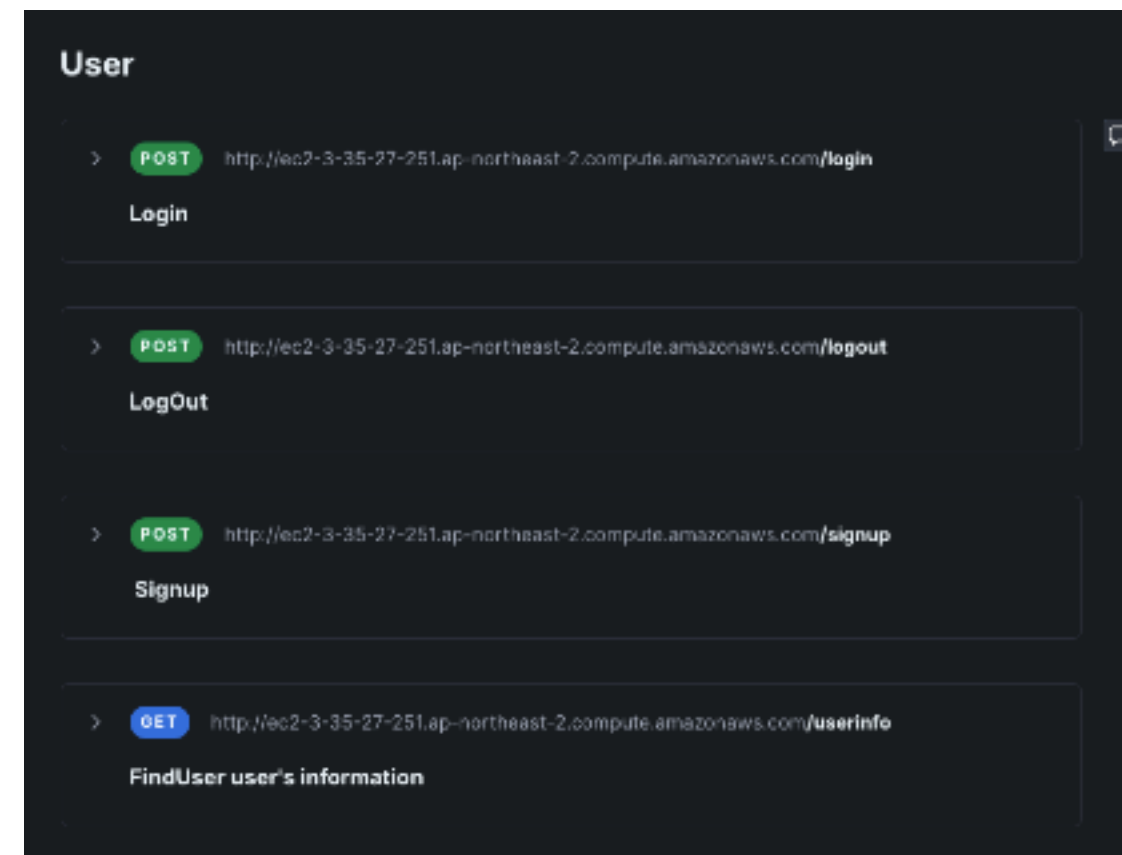 User
POST http://ec2-3-35-27-251.ap-northeast-2.compute.amazonaws.com/login
Login
POST http://ec2-3-35-27-251.ap-northeast-2.compute.amazonaws.com/logout
LogOut
POST http://ec2-3-35-27-251.ap-northeast-2.compute.amazonaws.com/signup
Signup
GET http://ec2-3-35-27-251.ap-northeast-2.compute.amazonaws.com/userinfo
FindUser user's information